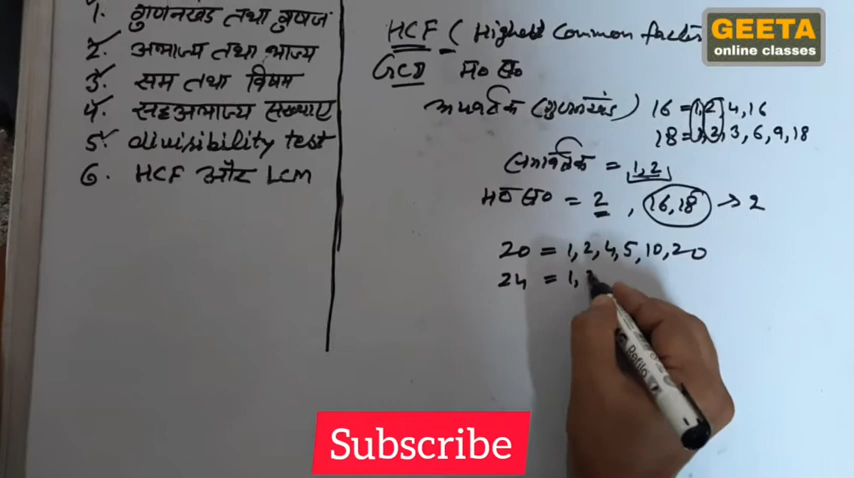 1. गुणनखंड तथा गुणज
2. अभाज्य तथा भाज्य
3. सम तथा विषम
4. सहअभाज्य संख्याएं
5. divisibility test
6. HCF और LCM
HCF (Highest Common factor
GCD म० स०
अपवर्तक (गुणनखंड) 16 = 1, 2, 4, 16
18 = 1, 2, 3, 6, 9, 18
समापवर्तक = 1, 2
म० स० = 2, 16, 18 → 2
20 = 1, 2, 4, 5, 10, 20
24 = 1,
GEETA
online classes
Subscribe
Reflo